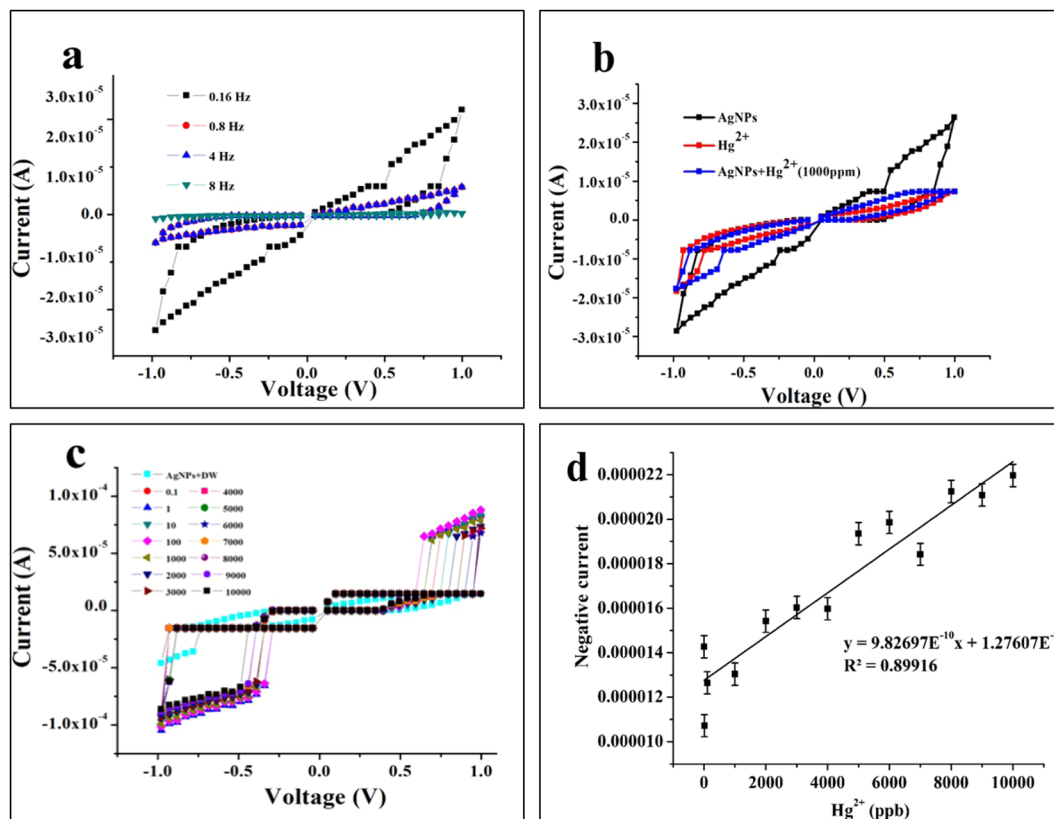 a
0.16 Hz
0.8 Hz
4 Hz
8 Hz
3.0x10⁻⁵
2.0x10⁻⁵
1.0x10⁻⁵
0.0
-1.0x10⁻⁵
-2.0x10⁻⁵
-3.0x10⁻⁵
Current (A)
-1.0 -0.5 0.0 0.5 1.0
Voltage (V)
b
AgNPs
Hg²⁺
AgNPs+Hg²⁺(1000ppm)
3.0x10⁻⁵
2.0x10⁻⁵
1.0x10⁻⁵
0.0
-1.0x10⁻⁵
-2.0x10⁻⁵
-3.0x10⁻⁵
Current (A)
-1.0 -0.5 0.0 0.5 1.0
Voltage (V)
c
AgNPs+DW
0.1 4000
1 5000
10 6000
100 7000
1000 8000
2000 9000
3000 10000
1.0x10⁻⁴
5.0x10⁻⁵
0.0
-5.0x10⁻⁵
-1.0x10⁻⁴
Current (A)
-1.0 -0.5 0.0 0.5 1.0
Voltage (V)
d
0.000022
0.000020
0.000018
0.000016
0.000014
0.000012
0.000010
Negative current
y = 9.82697E⁻¹⁰x + 1.27607E⁻
R² = 0.89916
0 2000 4000 6000 8000 10000
Hg²⁺ (ppb)